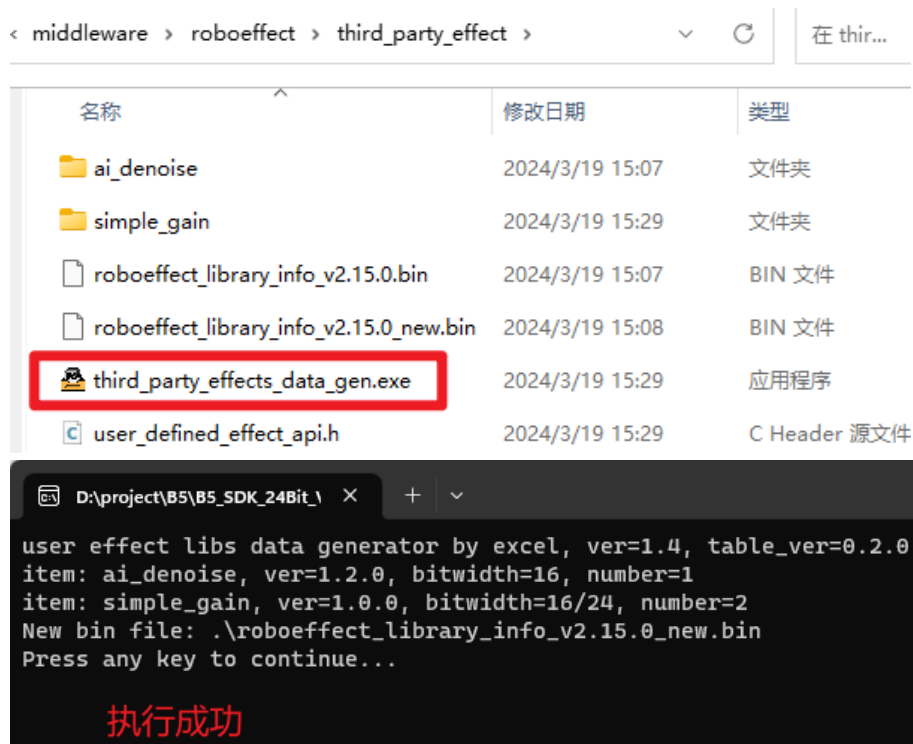 < middleware > roboeffect > third_party_effect >
在 thir...
名称 修改日期 类型
ai_denoise 2024/3/19 15:07 文件夹
simple_gain 2024/3/19 15:29 文件夹
roboeffect_library_info_v2.15.0.bin 2024/3/19 15:07 BIN 文件
roboeffect_library_info_v2.15.0_new.bin 2024/3/19 15:08 BIN 文件
third_party_effects_data_gen.exe 2024/3/19 15:29 应用程序
user_defined_effect_api.h 2024/3/19 15:29 C Header 源文件
D:\project\B5\B5_SDK_24Bit_\
user effect libs data generator by excel, ver=1.4, table_ver=0.2.0
item: ai_denoise, ver=1.2.0, bitwidth=16, number=1
item: simple_gain, ver=1.0.0, bitwidth=16/24, number=2
New bin file: .\roboeffect_library_info_v2.15.0_new.bin
Press any key to continue...
执行成功